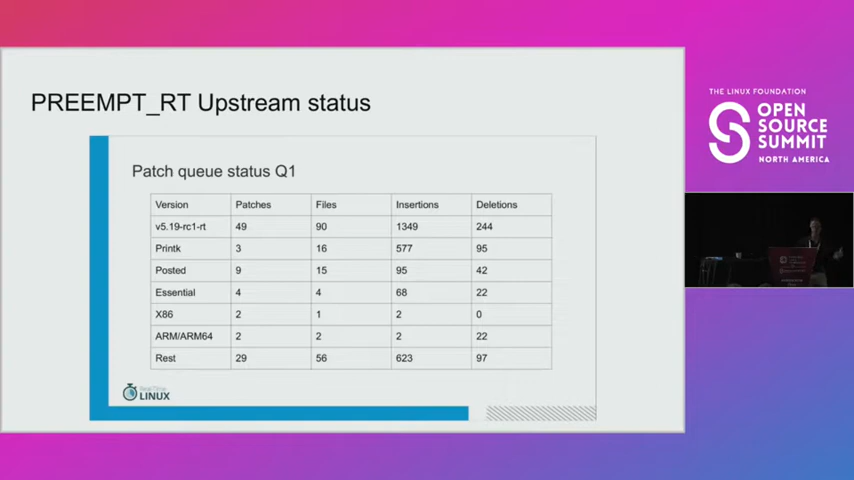 PREEMPT_RT Upstream status
Patch queue status Q1
Version Patches Files Insertions Deletions
v5.19-rc1-rt 49 90 1349 244
Printk 3 16 577 95
Posted 9 15 95 42
Essential 4 4 68 22
X86 2 1 2 0
ARM/ARM64 2 2 2 22
Rest 29 56 623 97
LINUX
THE LINUX FOUNDATION
OPEN
SOURCE
SUMMIT
NORTH AMERICA